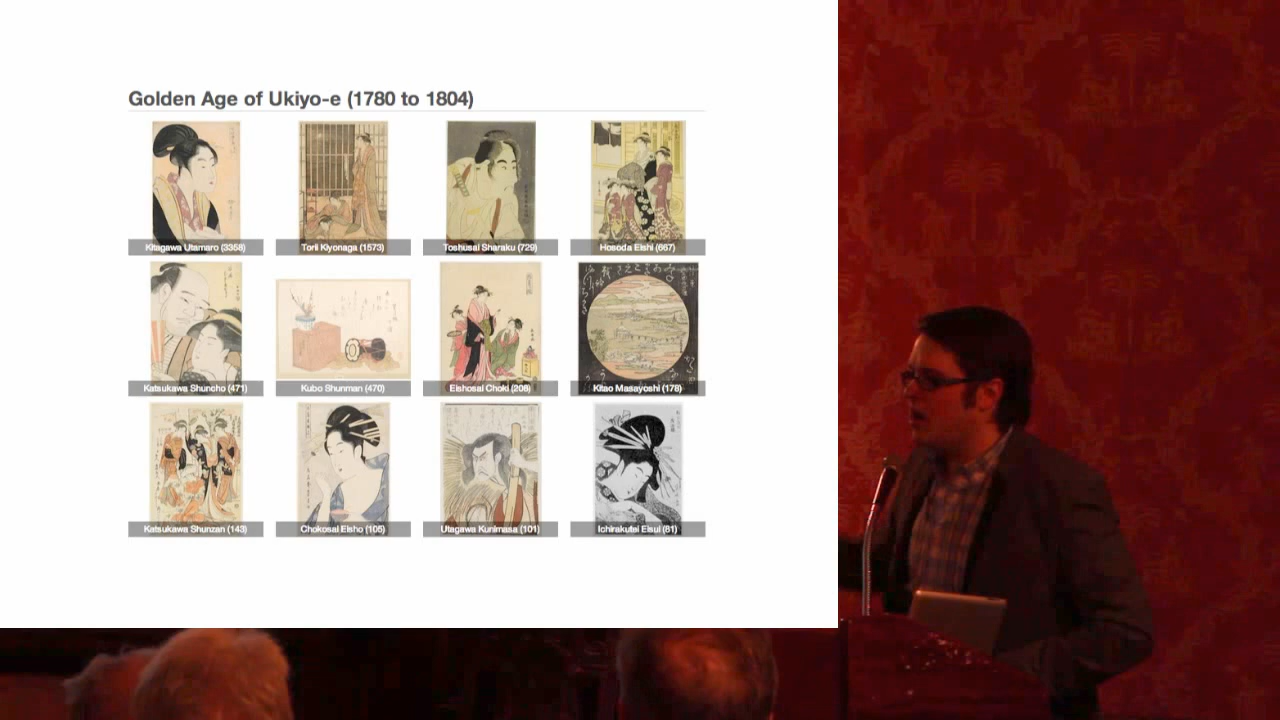 Golden Age of Ukiyo-e (1780 to 1804)
Kitagawa Utamaro (3358)
Torii Kiyonaga (1573)
Toshusai Sharaku (729)
Hosoda Eishi (667)
Katsukawa Shuncho (471)
Kubo Shunman (470)
Eishosai Choki (208)
Kitao Masayoshi (178)
Katsukawa Shunzan (143)
Chokosai Eisho (105)
Utagawa Kunimasa (101)
Ichirakutei Eisui (81)